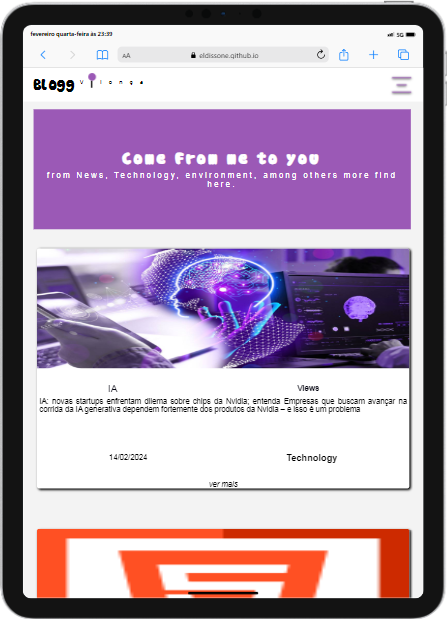 fevereiro quarta-feira ás 23:39
5G
AA
eldissone.github.io
Blogg
Vilonga
Come From me to you
from News, Technology, environment, among others more find
here.
IA
Views
IA: novas startups enfrentam dilema sobre chips da Nvidia; entenda Empresas que buscam avançar na
corrida da IA generativa dependem fortemente dos produtos da Nvidia – e isso é um problema
14/02/2024
Technology
ver mais